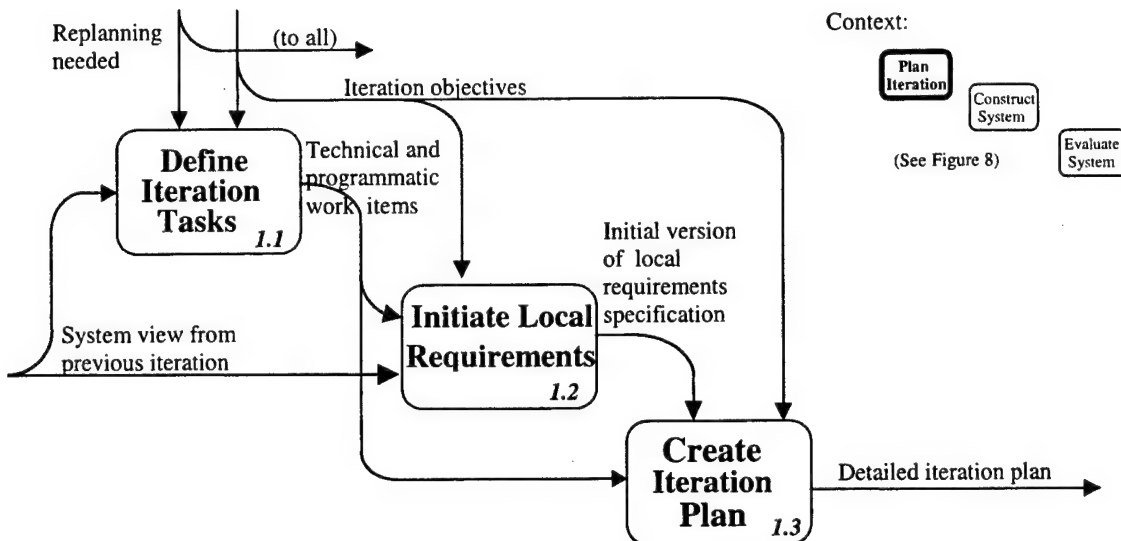 Replanning
needed
(to all)
Iteration objectives
Context:
Plan
Iteration
Construct
System
Evaluate
System
(See Figure 8)
Define
Iteration
Tasks
1.1
Technical and
programmatic
work items
System view from
previous iteration
Initiate Local
Requirements
1.2
Initial version
of local
requirements
specification
Create
Iteration
Plan
1.3
Detailed iteration plan